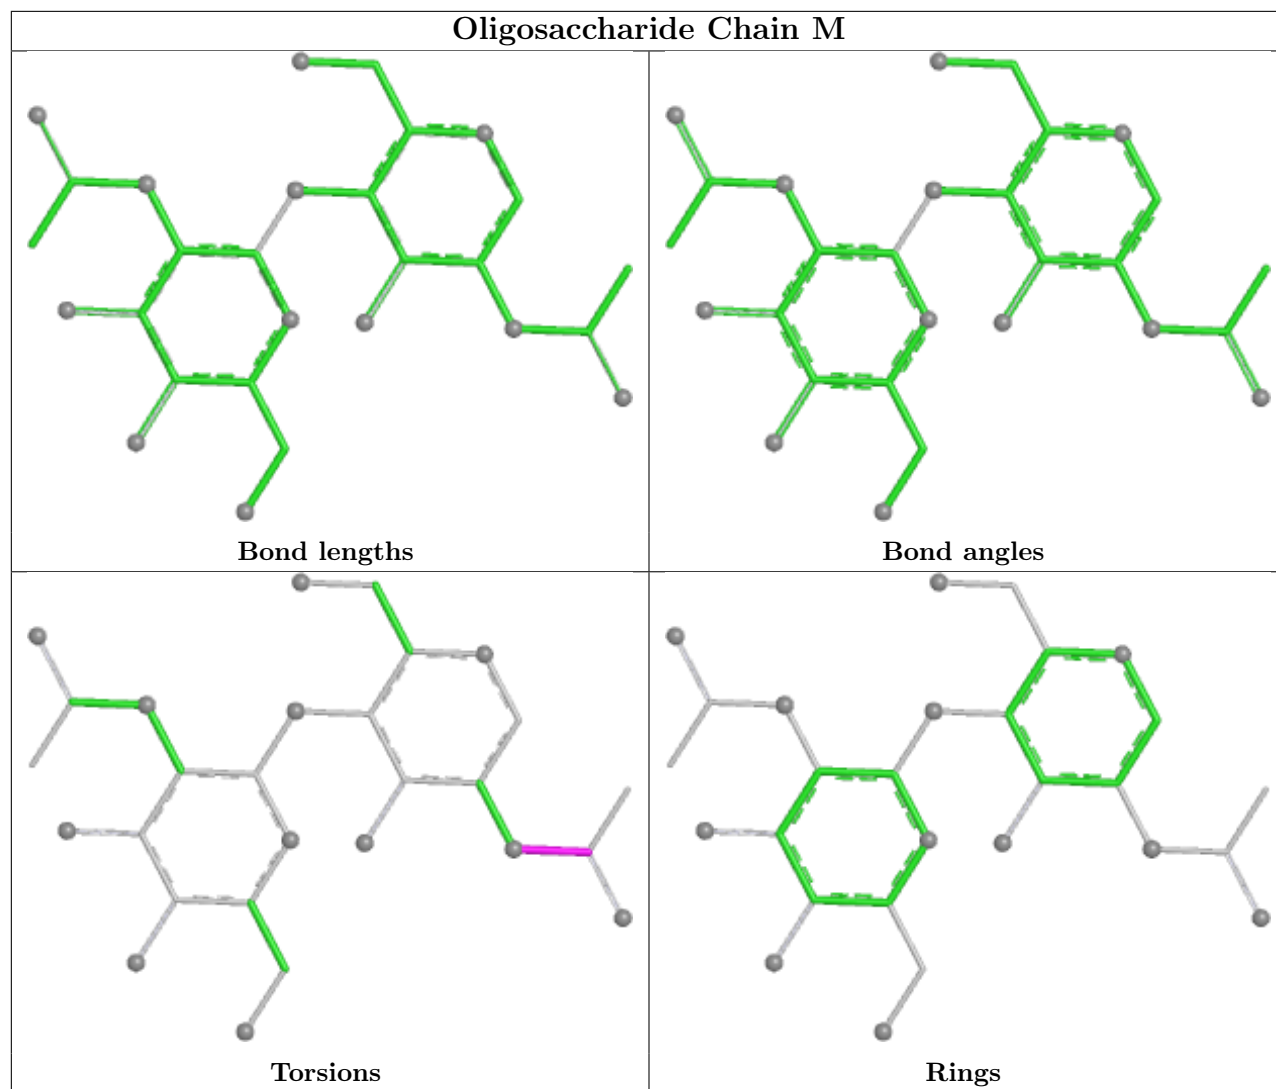 Oligosaccharide Chain M
Bond lengths
Bond angles
Torsions
Rings